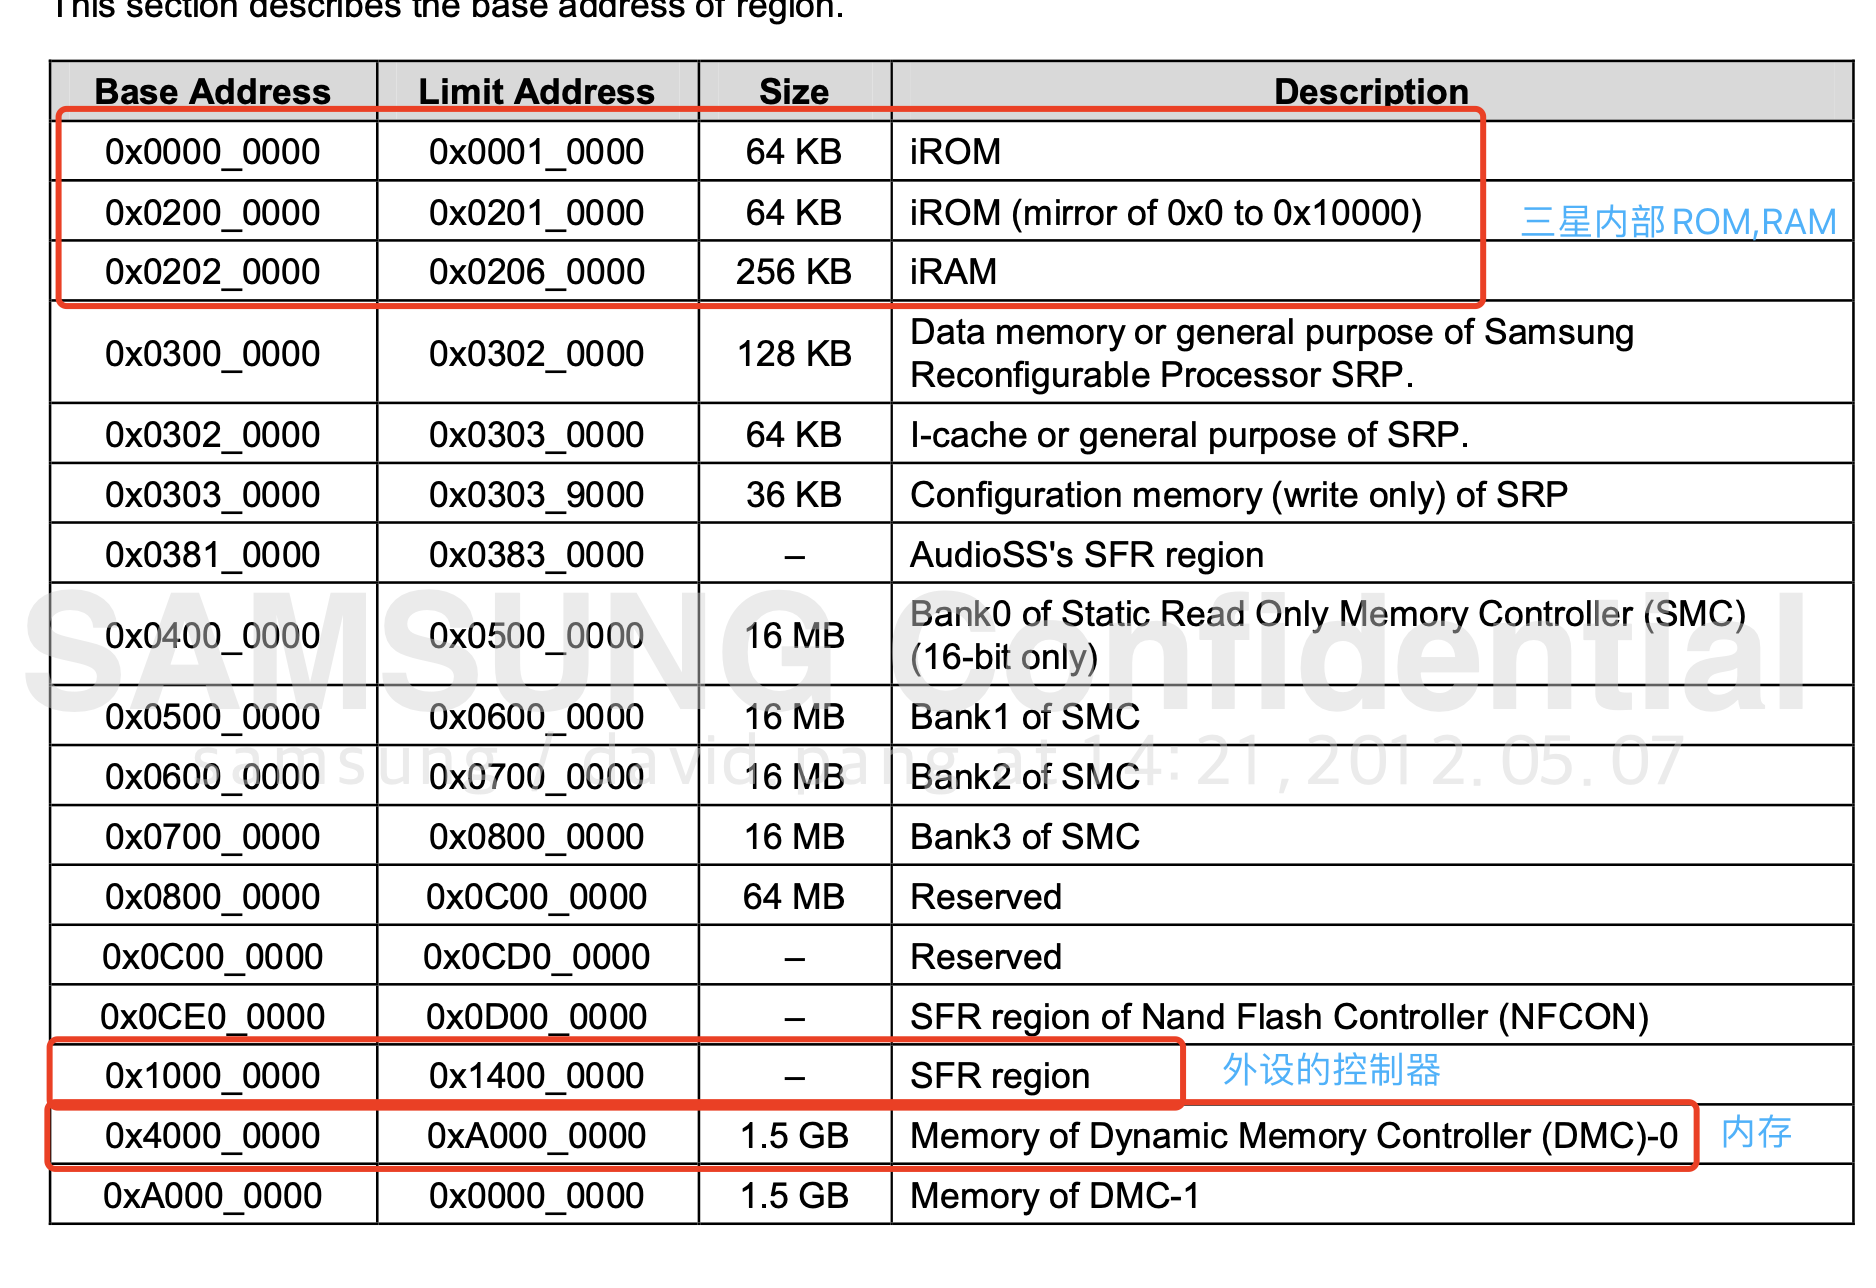 This section describes the base address of region.
Base Address Limit Address Size Description
0x0000_0000 0x0001_0000 64 KB iROM
0x0200_0000 0x0201_0000 64 KB iROM (mirror of 0x0 to 0x10000) 三星内部ROM,RAM
0x0202_0000 0x0206_0000 256 KB iRAM
0x0300_0000 0x0302_0000 128 KB Data memory or general purpose of Samsung
Reconfigurable Processor SRP.
0x0302_0000 0x0303_0000 64 KB I-cache or general purpose of SRP.
0x0303_0000 0x0303_9000 36 KB Configuration memory (write only) of SRP
0x0381_0000 0x0383_0000 – AudioSS's SFR region
SAMSUNG Confidential
0x0400_0000 0x0500_0000 16 MB Bank0 of Static Read Only Memory Controller (SMC)
(16-bit only)
0x0500_0000 0x0600_0000 16 MB Bank1 of SMC
samsung / david.pang at 14:21,2012.05.07
0x0600_0000 0x0700_0000 16 MB Bank2 of SMC
0x0700_0000 0x0800_0000 16 MB Bank3 of SMC
0x0800_0000 0x0C00_0000 64 MB Reserved
0x0C00_0000 0x0CD0_0000 – Reserved
0x0CE0_0000 0x0D00_0000 – SFR region of Nand Flash Controller (NFCON)
0x1000_0000 0x1400_0000 – SFR region 外设的控制器
0x4000_0000 0xA000_0000 1.5 GB Memory of Dynamic Memory Controller (DMC)-0 内存
0xA000_0000 0x0000_0000 1.5 GB Memory of DMC-1